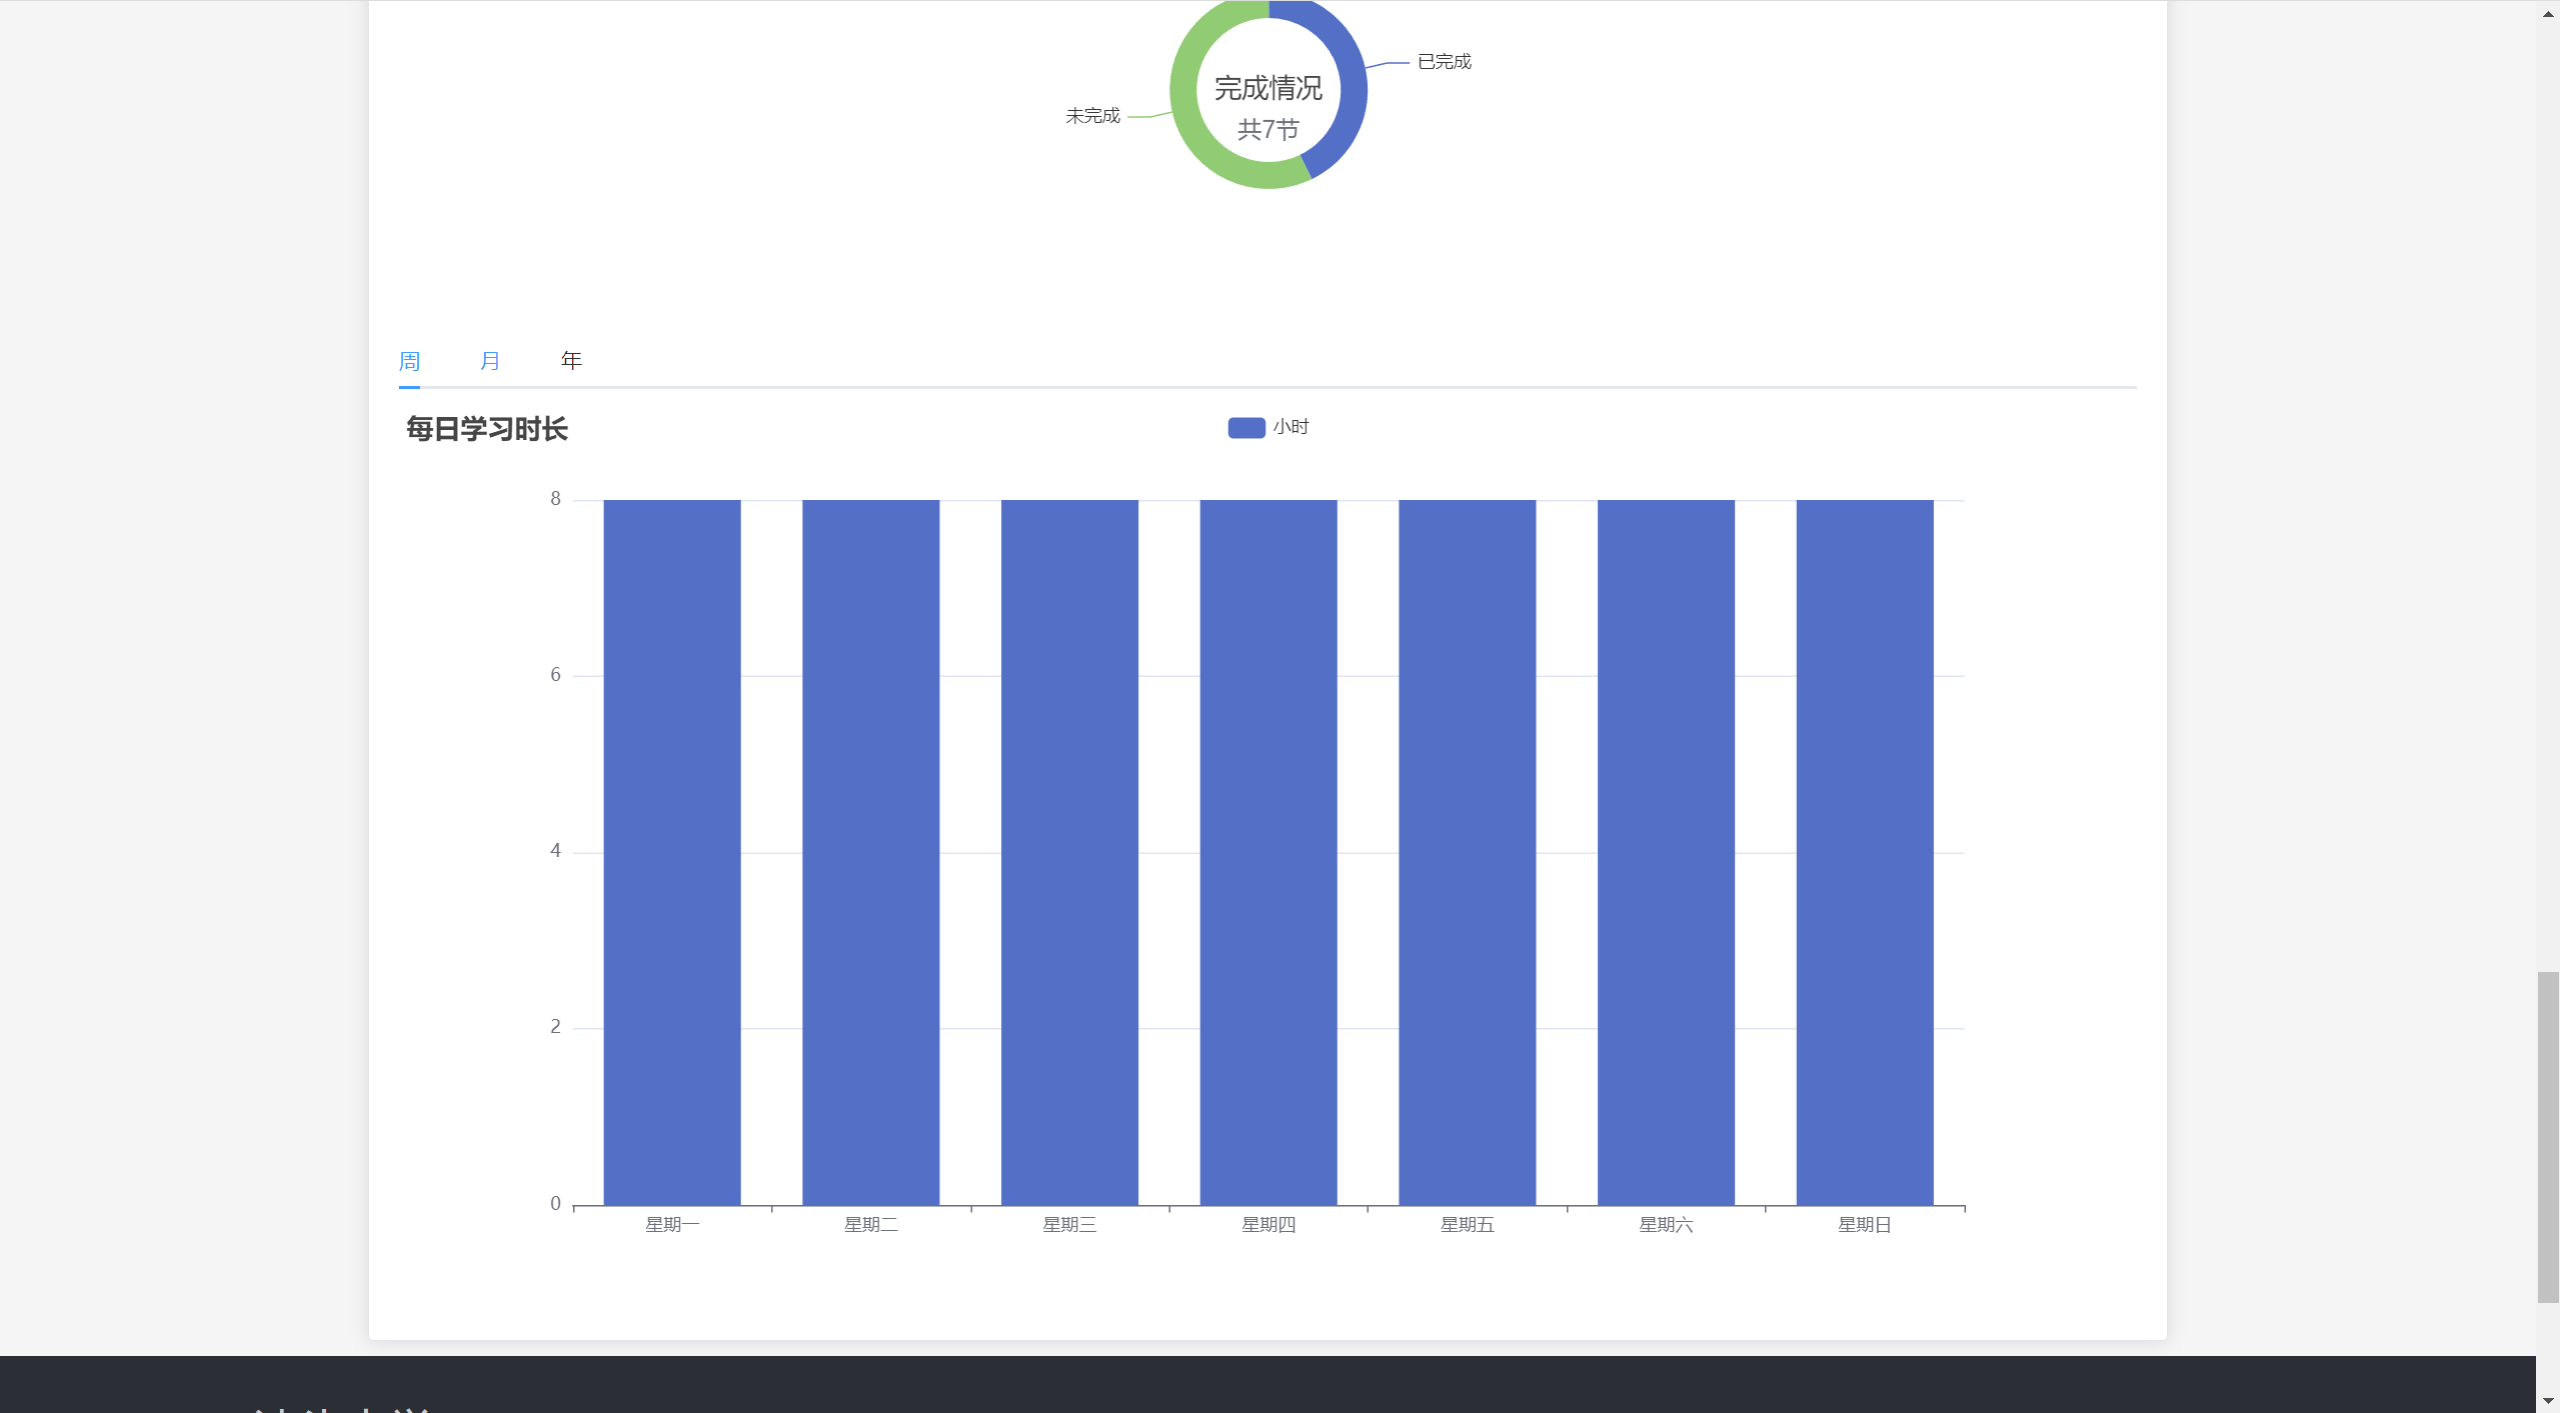 已完成
完成情况
未完成
共7节
周 月 年
每日学习时长
小时
8
6
4
2
0
星期一 星期二 星期三 星期四 星期五 星期六 星期日